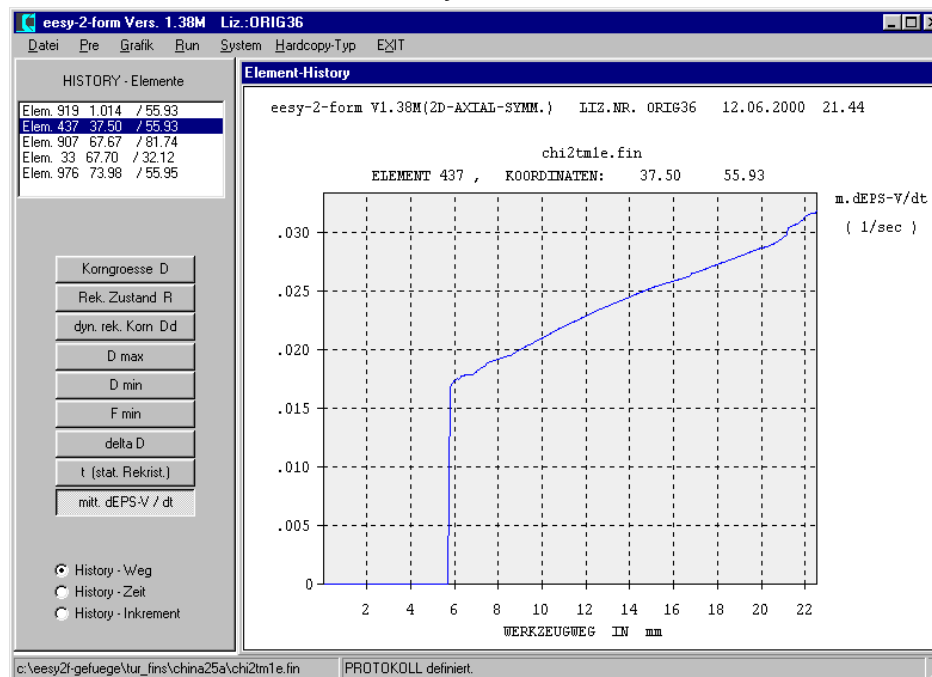 eesy-2-form Vers. 1.38M Liz.:ORIG36
Datei Pre Grafik Run System Hardcopy-Typ EXIT
HISTORY - Elemente
Elem. 919 1.014 / 55.93
Elem. 437 37.50 / 55.93
Elem. 907 67.67 / 81.74
Elem. 33 67.70 / 32.12
Elem. 976 73.98 / 55.95
Korngroesse D
Rek. Zustand R
dyn. rek. Korn Dd
D max
D min
F min
delta D
t (stat. Rekrist.)
mitt. dEPS-V / dt
History - Weg
History - Zeit
History - Inkrement
Element-History
eesy-2-form V1.38M(2D-AXIAL-SYMM.) LIZ.NR. ORIG36 12.06.2000 21.44
chi2tm1e.fin
ELEMENT 437 , KOORDINATEN: 37.50 55.93
m.dEPS-V/dt
( 1/sec )
.030
.025
.020
.015
.010
.005
0
2 4 6 8 10 12 14 16 18 20 22
WERKZEUGWEG IN mm
c:\eesy2f-gefuege\tur_fins\china25a\chi2tm1e.fin PROTOKOLL definiert.